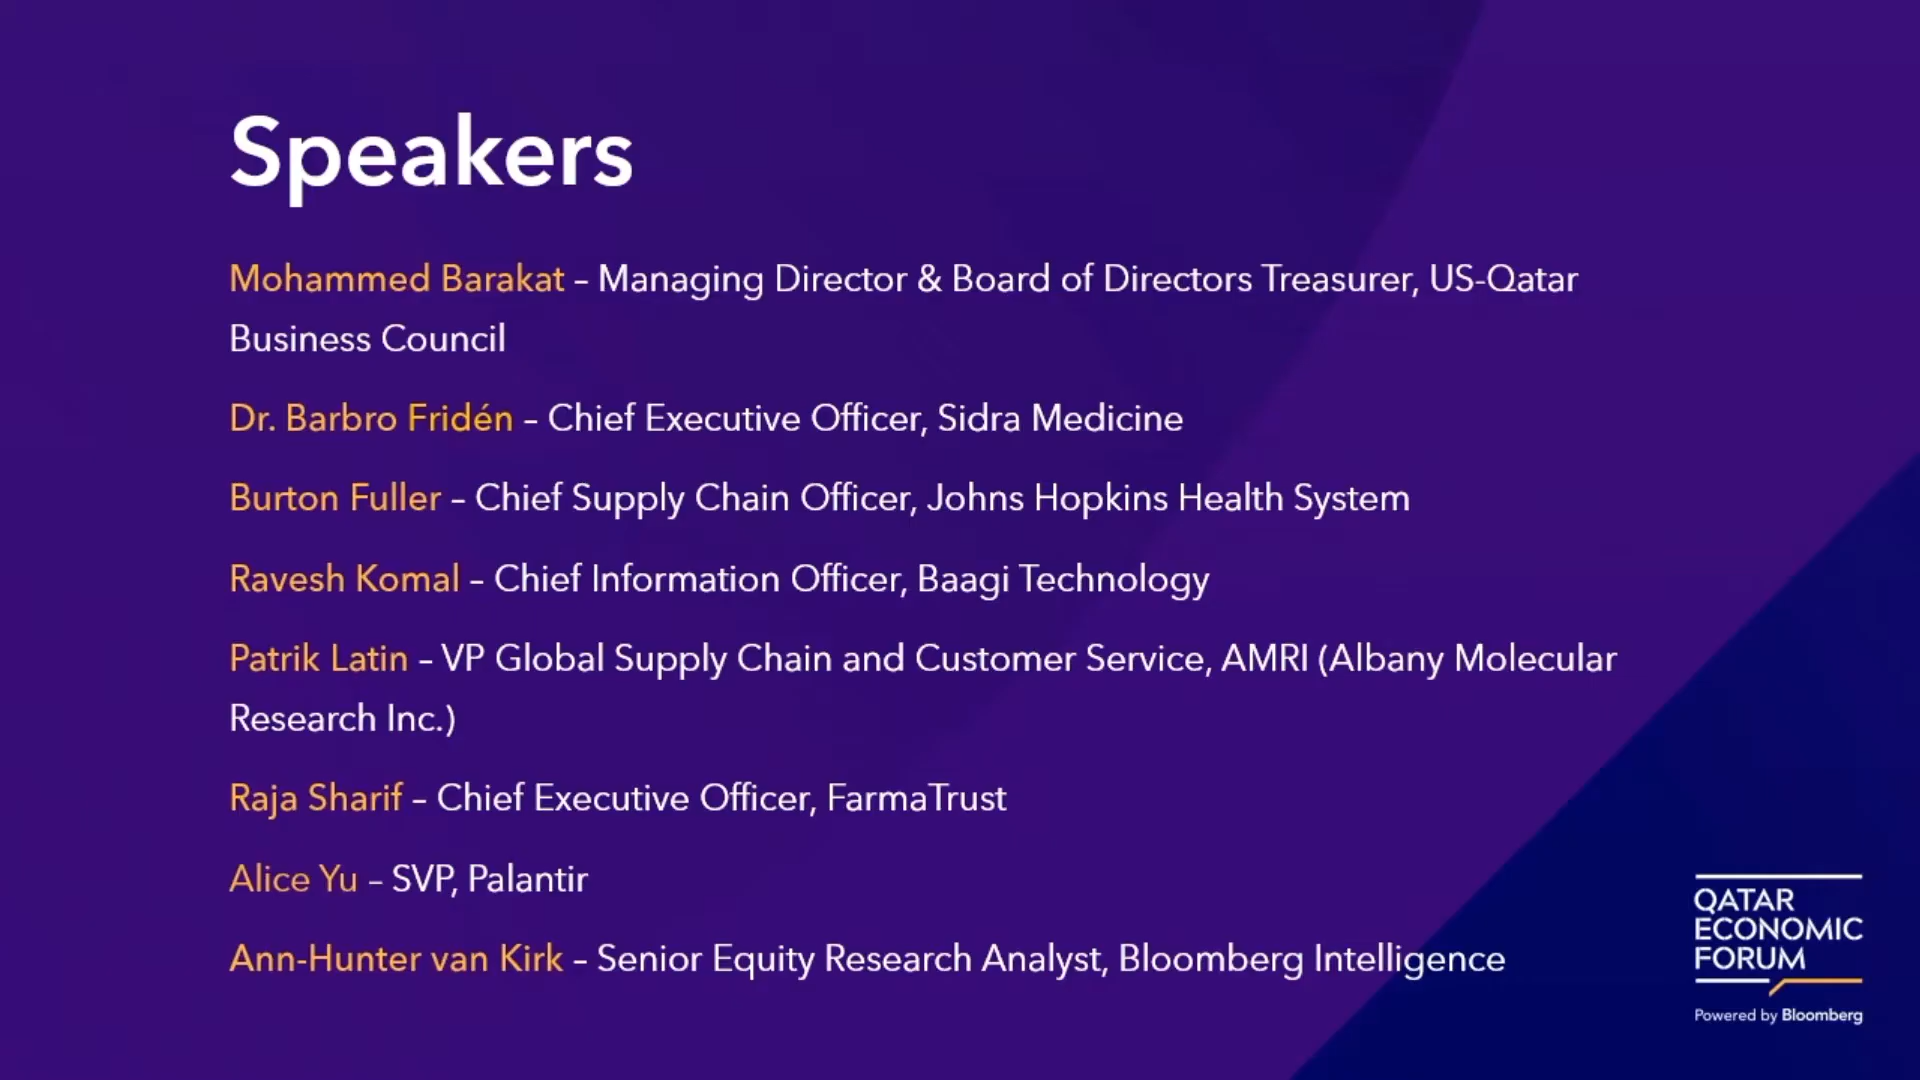 Speakers
Mohammed Barakat – Managing Director & Board of Directors Treasurer, US-Qatar
Business Council
Dr. Barbro Fridén – Chief Executive Officer, Sidra Medicine
Burton Fuller – Chief Supply Chain Officer, Johns Hopkins Health System
Ravesh Komal – Chief Information Officer, Baagi Technology
Patrik Latin – VP Global Supply Chain and Customer Service, AMRI (Albany Molecular
Research Inc.)
Raja Sharif – Chief Executive Officer, FarmaTrust
Alice Yu – SVP, Palantir
Ann-Hunter van Kirk – Senior Equity Research Analyst, Bloomberg Intelligence
QATAR
ECONOMIC
FORUM
Powered by Bloomberg